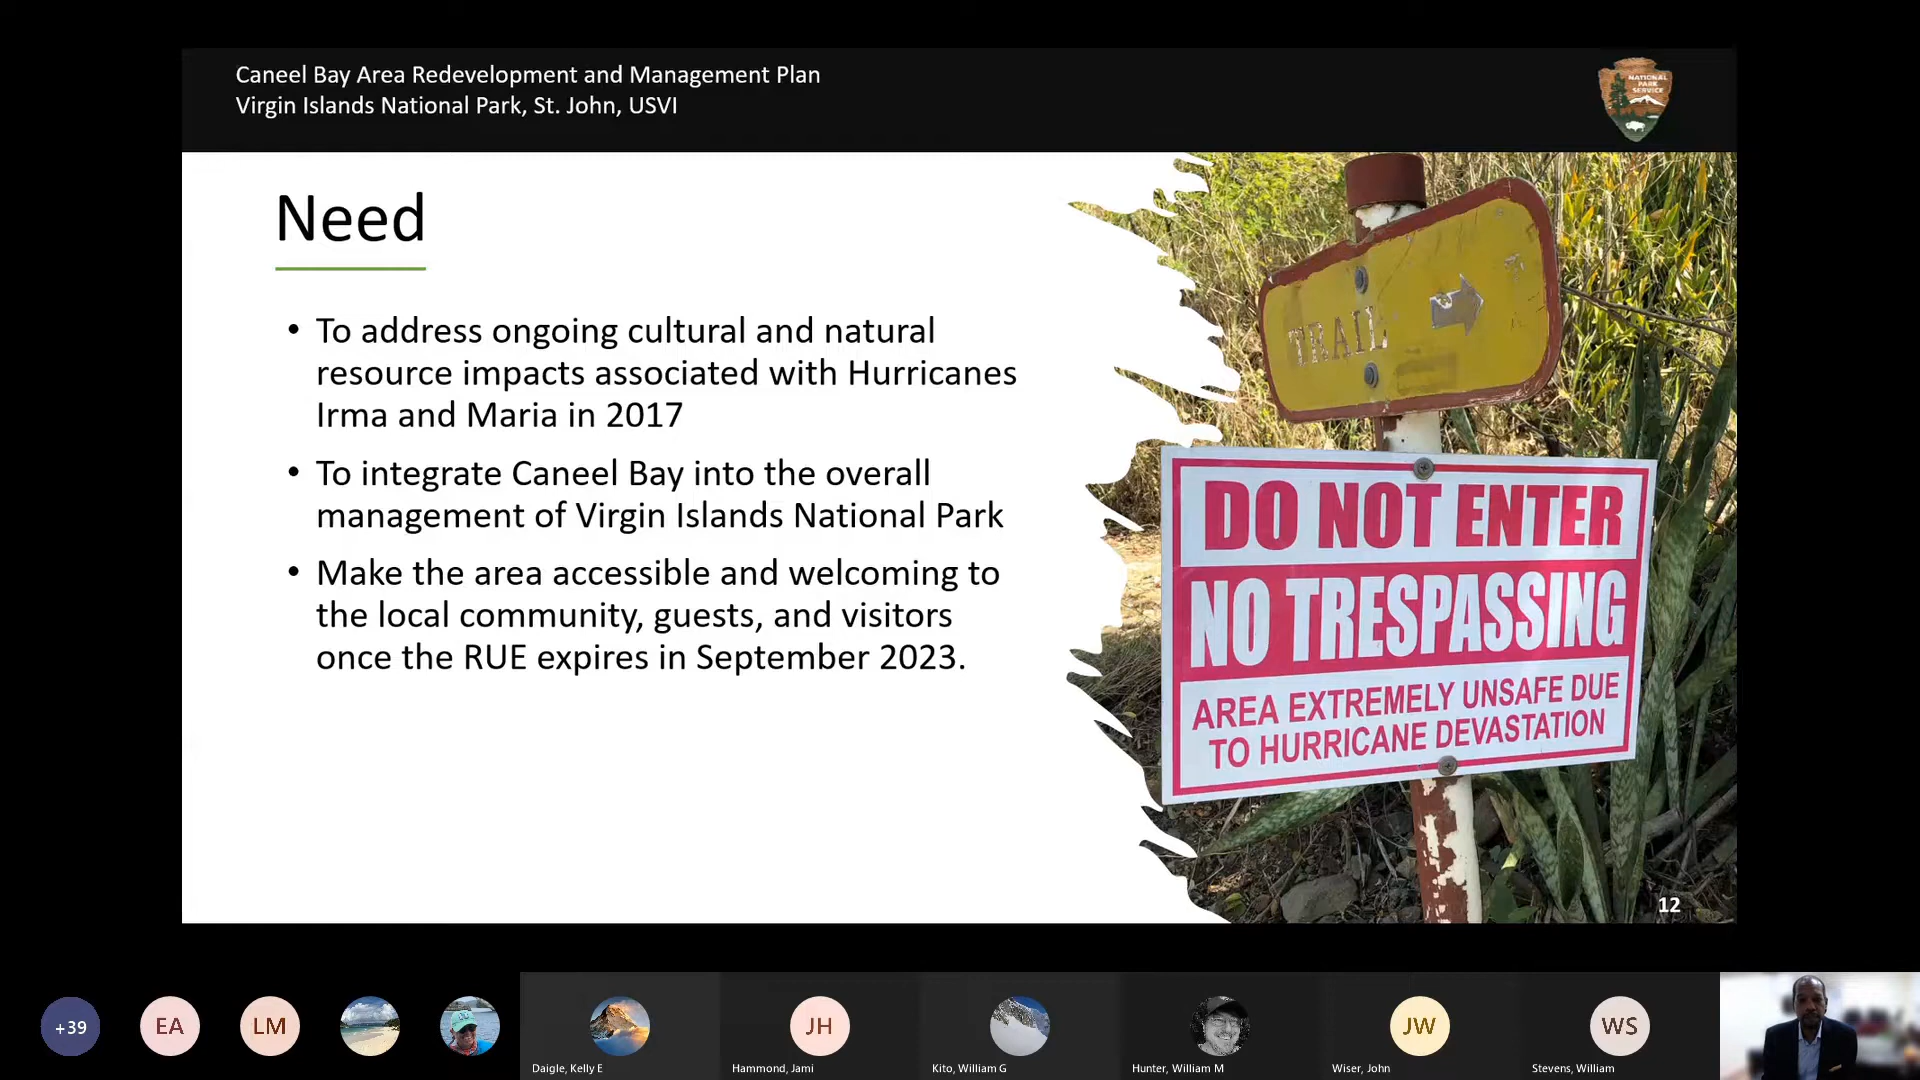 Caneel Bay Area Redevelopment and Management Plan
Virgin Islands National Park, St. John, USVI
NATIONAL
PARK
SERVICE
Need
• To address ongoing cultural and natural
resource impacts associated with Hurricanes
Irma and Maria in 2017
• To integrate Caneel Bay into the overall
management of Virgin Islands National Park
• Make the area accessible and welcoming to
the local community, guests, and visitors
once the RUE expires in September 2023.
TRAIL
DO NOT ENTER
NO TRESPASSING
AREA EXTREMELY UNSAFE DUE
TO HURRICANE DEVASTATION
12
+39
EA
LM
Daigle, Kelly E
JH
Hammond, Jami
Kito, William G
Hunter, William M
JW
Wiser, John
WS
Stevens, William